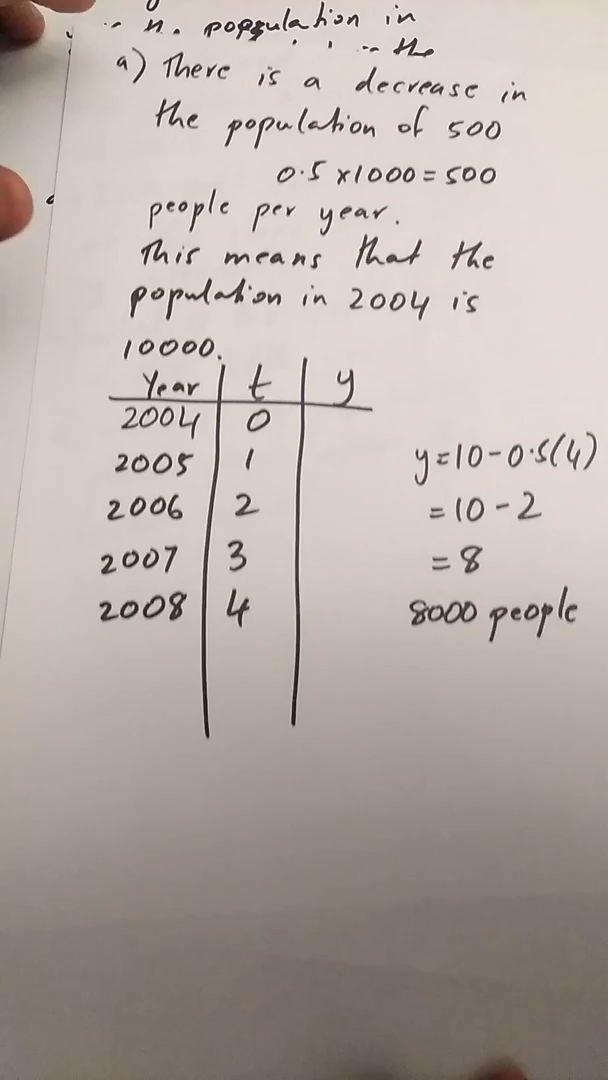 n. population in
the
a) There is a decrease in
the population of 500
0.5 x1000 = 500
people per year.
This means that the
population in 2004 is
10000.
Year t y
2004 0
2005 1 y=10-0.5(4)
2006 2 =10-2
2007 3 =8
2008 4 8000 people